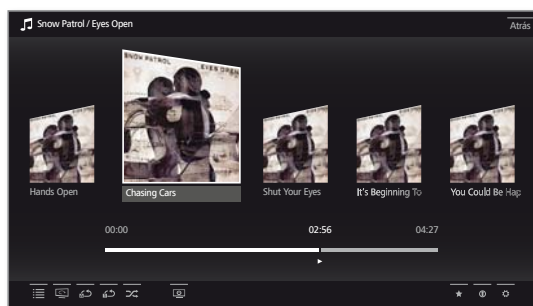 Snow Patrol / Eyes Open
Atrás
SNOW PATROL EYES OPEN
Hands Open
Chasing Cars
Shut Your Eyes
It's Beginning To
You Could Be Hap
00:00
02:56
04:27